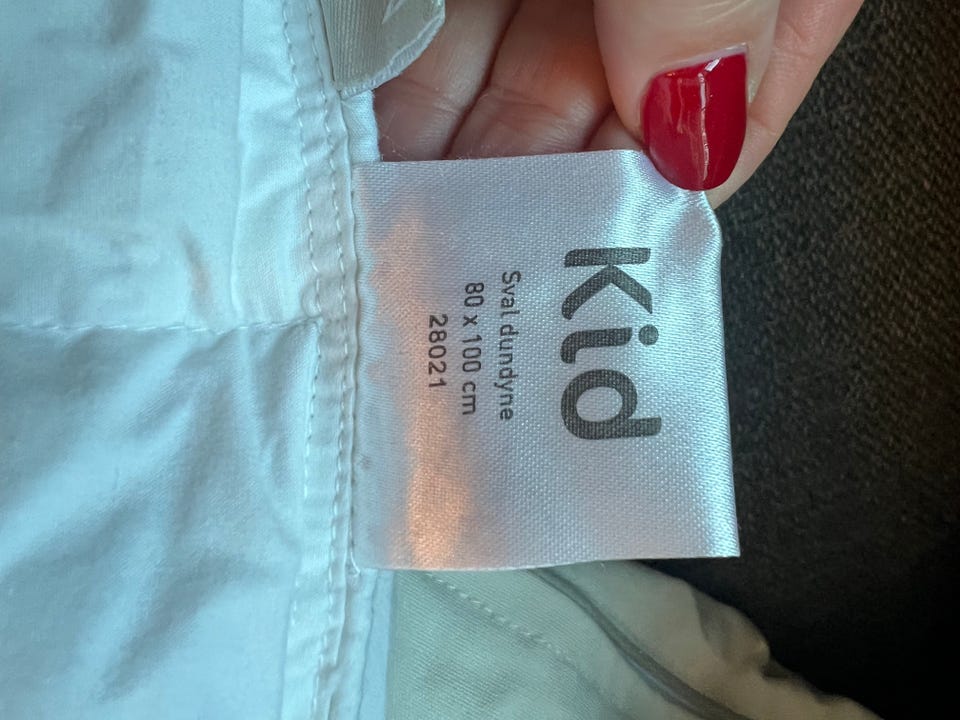 Kid
Sval dundyne
80 x 100 cm
28021